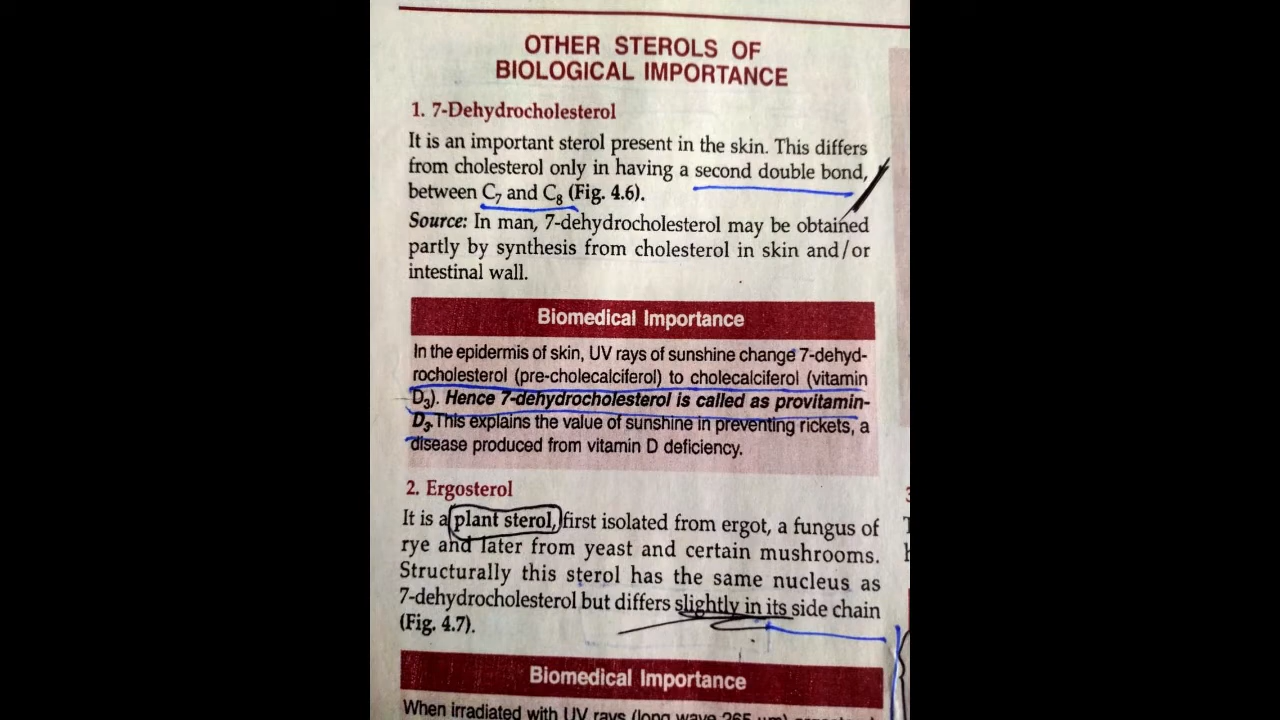 OTHER STEROLS OF
BIOLOGICAL IMPORTANCE
1. 7-Dehydrocholesterol
It is an important sterol present in the skin. This differs
from cholesterol only in having a second double bond,
between C₇ and C₈ (Fig. 4.6).
Source: In man, 7-dehydrocholesterol may be obtained
partly by synthesis from cholesterol in skin and/or
intestinal wall.
Biomedical Importance
In the epidermis of skin, UV rays of sunshine change 7-dehyd-
rocholesterol (pre-cholecalciferol) to cholecalciferol (vitamin
D₃). Hence 7-dehydrocholesterol is called as provitamin-
D₃.This explains the value of sunshine in preventing rickets, a
disease produced from vitamin D deficiency.
2. Ergosterol
It is a plant sterol, first isolated from ergot, a fungus of
rye and later from yeast and certain mushrooms.
Structurally this sterol has the same nucleus as
7-dehydrocholesterol but differs slightly in its side chain
(Fig. 4.7).
Biomedical Importance
When irradiated with UV rays (long wave 265